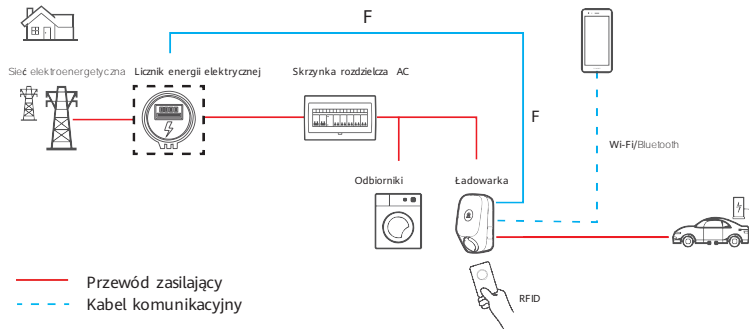 F
Sieć elektroenergetyczna
Licznik energii elektrycznej
Skrzynka rozdzielcza AC
F
Wi-Fi/Bluetooth
Odbiorniki
Ładowarka
RFID
Przewód zasilający
Kabel komunikacyjny